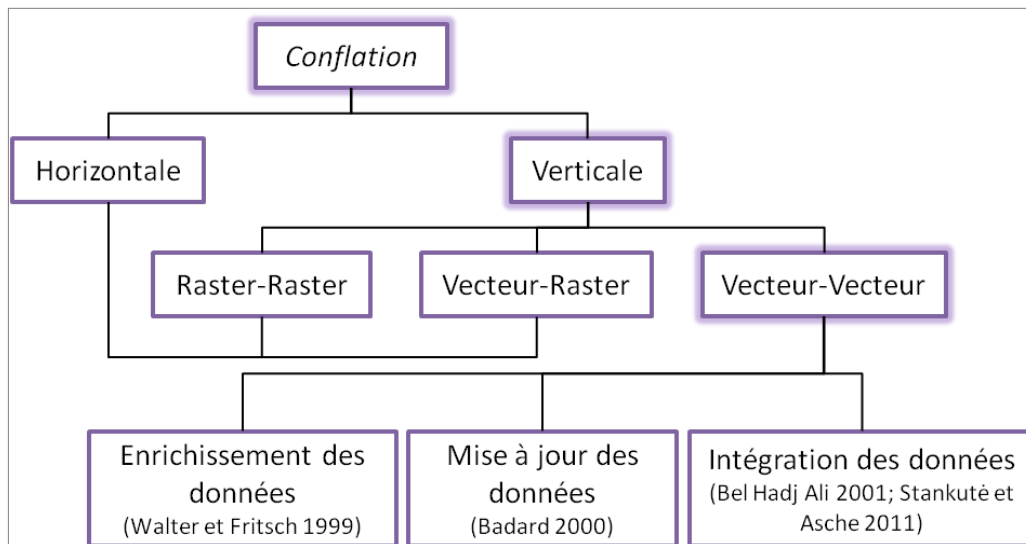 Conflation
Horizontale
Verticale
Raster-Raster
Vecteur-Raster
Vecteur-Vecteur
Enrichissement des
données
(Walter et Fritsch 1999)
Mise à jour des
données
(Badard 2000)
Intégration des données
(Bel Hadj Ali 2001; Stankutė et
Asche 2011)